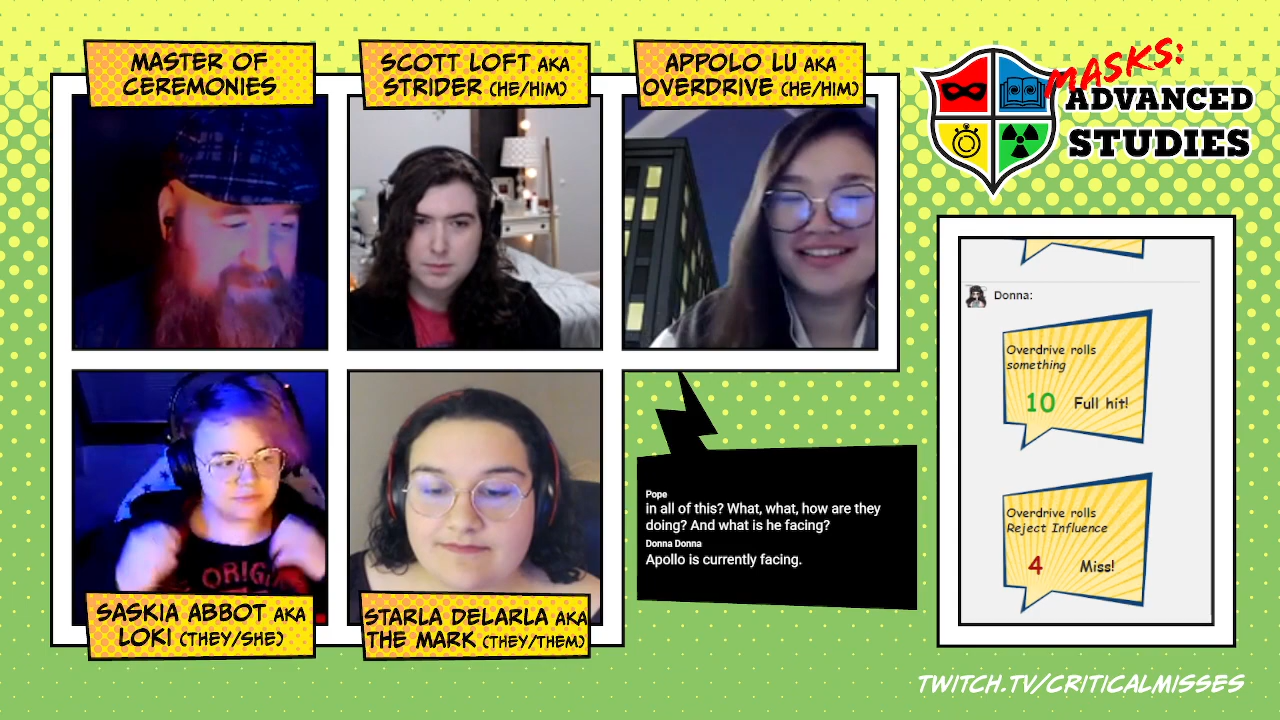 MASTER OF
CEREMONIES
SCOTT LOFT AKA
STRIDER (HE/HIM)
APPOLO LU AKA
OVERDRIVE (HE/HIM)
MASKS:
ADVANCED
STUDIES
Donna:
Overdrive rolls
something
10 Full hit!
Overdrive rolls
Reject Influence
4 Miss!
Pope
in all of this? What, what, how are they
doing? And what is he facing?
Donna Donna
Apollo is currently facing.
ORIGI
SASKIA ABBOT AKA
LOKI (THEY/SHE)
STARLA DELARLA AKA
THE MARK (THEY/THEM)
TWITCH.TV/CRITICALMISSES